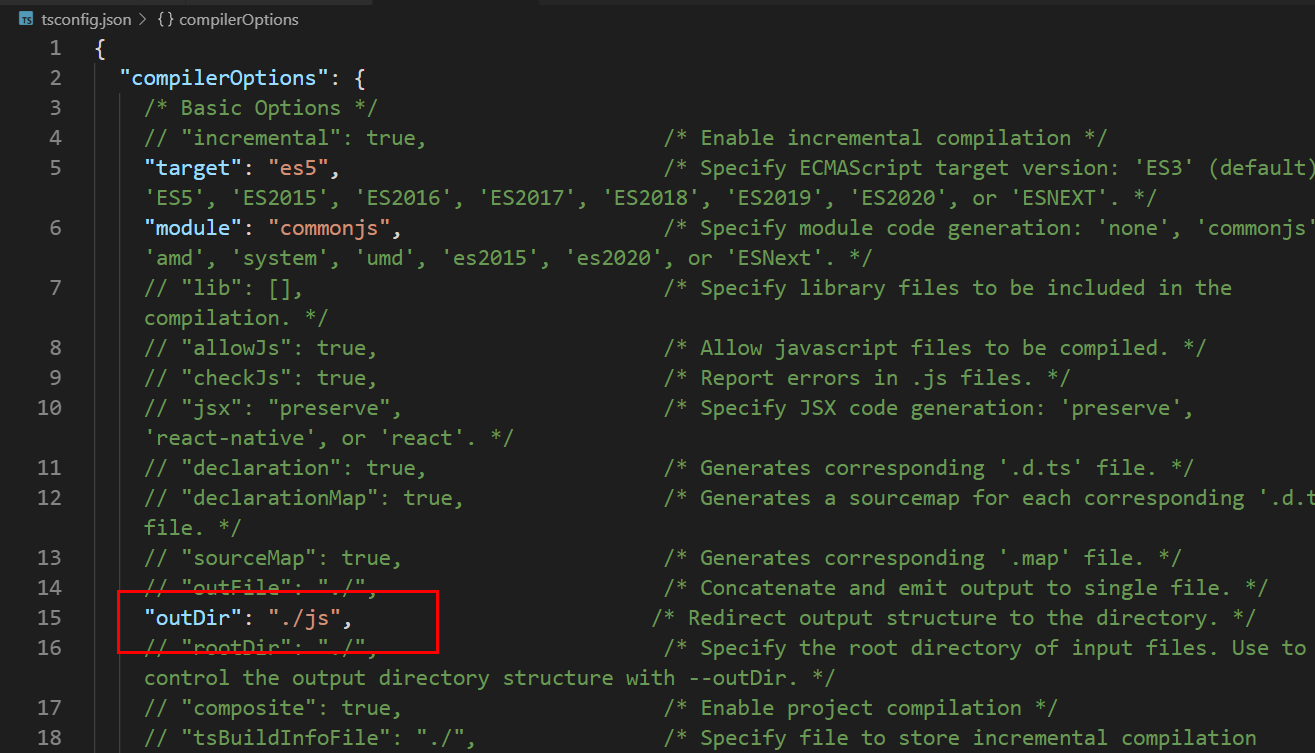 TS tsconfig.json > {} compilerOptions
1 {
2 "compilerOptions": {
3 /* Basic Options */
4 // "incremental": true, /* Enable incremental compilation */
5 "target": "es5", /* Specify ECMAScript target version: 'ES3' (default)
'ES5', 'ES2015', 'ES2016', 'ES2017', 'ES2018', 'ES2019', 'ES2020', or 'ESNEXT'. */
6 "module": "commonjs", /* Specify module code generation: 'none', 'commonjs'
'amd', 'system', 'umd', 'es2015', 'es2020', or 'ESNext'. */
7 // "lib": [], /* Specify library files to be included in the
compilation. */
8 // "allowJs": true, /* Allow javascript files to be compiled. */
9 // "checkJs": true, /* Report errors in .js files. */
10 // "jsx": "preserve", /* Specify JSX code generation: 'preserve',
'react-native', or 'react'. */
11 // "declaration": true, /* Generates corresponding '.d.ts' file. */
12 // "declarationMap": true, /* Generates a sourcemap for each corresponding '.d.t
file. */
13 // "sourceMap": true, /* Generates corresponding '.map' file. */
14 // "outFile": "./", /* Concatenate and emit output to single file. */
15 "outDir": "./js", /* Redirect output structure to the directory. */
16 // "rootDir": "./", /* Specify the root directory of input files. Use to
control the output directory structure with --outDir. */
17 // "composite": true, /* Enable project compilation */
18 // "tsBuildInfoFile": "./", /* Specify file to store incremental compilation